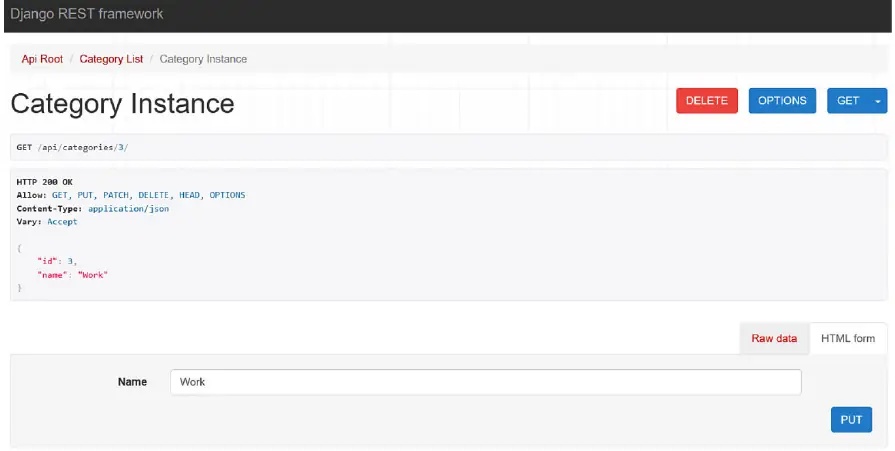 Django REST framework
Api Root / Category List / Category Instance
Category Instance
DELETE OPTIONS GET
GET /api/categories/3/
HTTP 200 OK
Allow: GET, PUT, PATCH, DELETE, HEAD, OPTIONS
Content-Type: application/json
Vary: Accept
{
"id": 3,
"name": "Work"
}
Raw data HTML form
Name Work
PUT